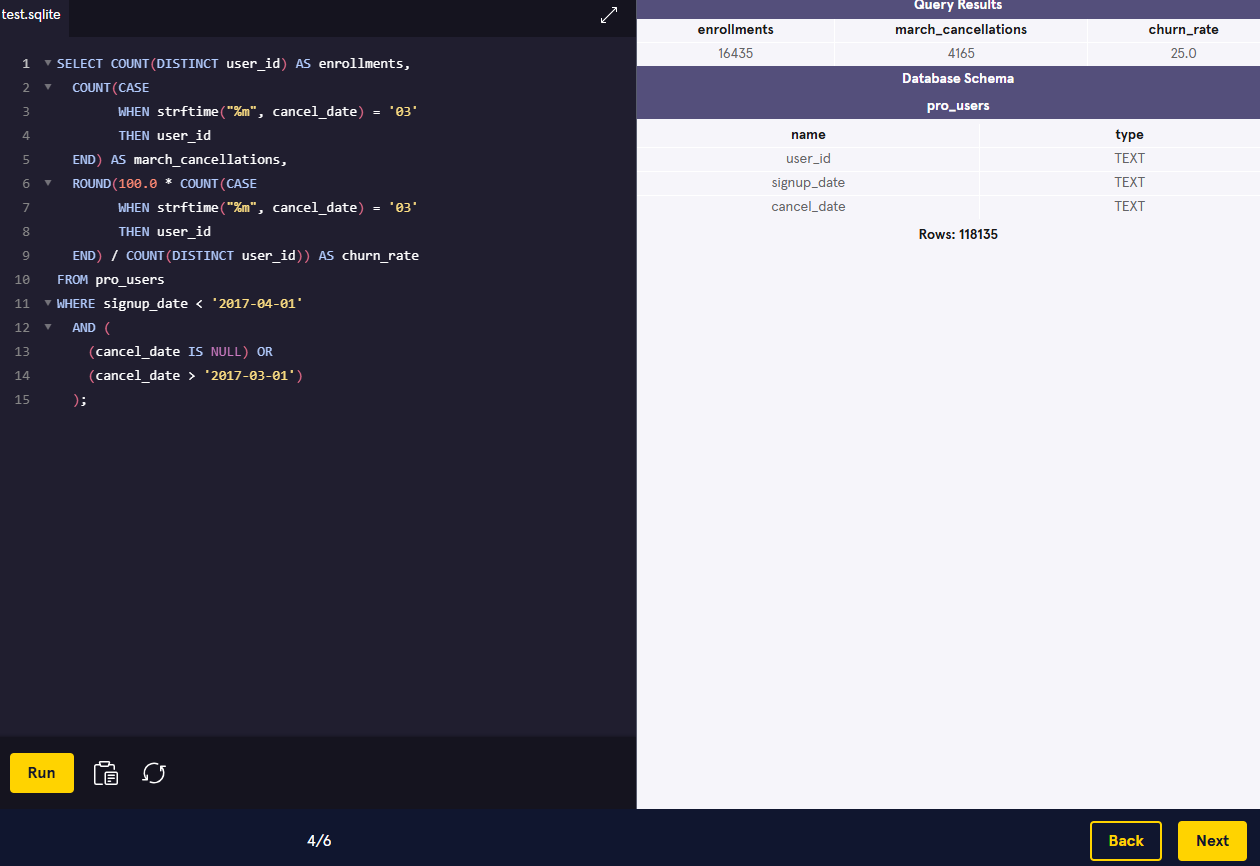 test.sqlite
1 SELECT COUNT(DISTINCT user_id) AS enrollments,
2 COUNT(CASE
3 WHEN strftime("%m", cancel_date) = '03'
4 THEN user_id
5 END) AS march_cancellations,
6 ROUND(100.0 * COUNT(CASE
7 WHEN strftime("%m", cancel_date) = '03'
8 THEN user_id
9 END) / COUNT(DISTINCT user_id)) AS churn_rate
10 FROM pro_users
11 WHERE signup_date < '2017-04-01'
12 AND (
13 (cancel_date IS NULL) OR
14 (cancel_date > '2017-03-01')
15 );
Run
Query Results
enrollments march_cancellations churn_rate
16435 4165 25.0
Database Schema
pro_users
name type
user_id TEXT
signup_date TEXT
cancel_date TEXT
Rows: 118135
4/6
Back Next